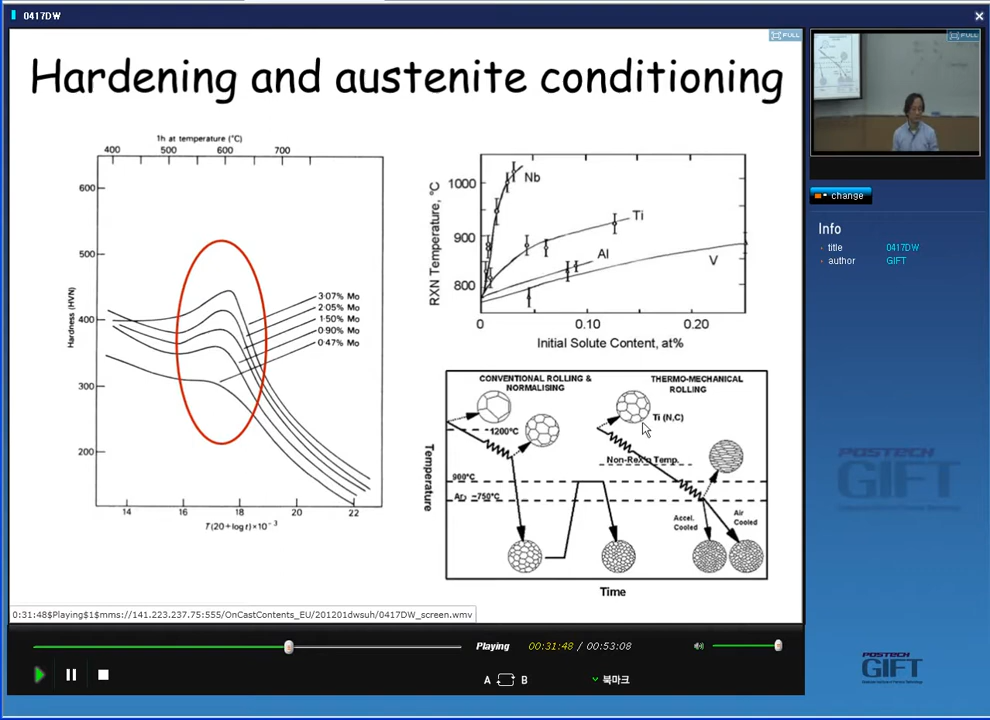 0417DW
FULL
Hardening and austenite conditioning
1h at temperature (°C)
400 500 600 700
600
500
400
300
200
Hardness (HVN)
3·07% Mo
2·05% Mo
1·50% Mo
0·90% Mo
0·47% Mo
14 16 18 20 22
T(20+log t)×10⁻³
RXN Temperature, °C
1000
900
800
Nb
Ti
Al
V
0 0.10 0.20
Initial Solute Content, at%
CONVENTIONAL ROLLING &
NORMALISING
THERMO-MECHANICAL
ROLLING
Ti (N,C)
1200°C
Non-ReX'n Temp.
900°C
Ar₃ ~750°C
Accel.
Cooled
Air
Cooled
Temperature
Time
0:31:48$Playing$1$mms://141.223.237.75:555/OnCastContents_EU/201201dwsuh/0417DW_screen.wmv
Playing
00:31:48 / 00:53:08
A B
북마크
FULL
change
Info
title 0417DW
author GIFT
POSTECH
GIFT
POSTECH
GIFT